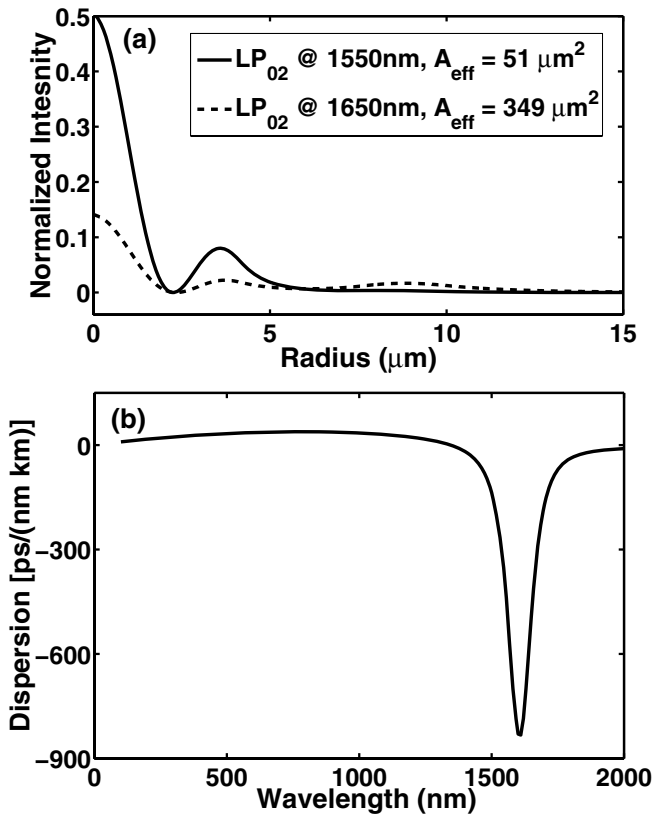 (a)
LP02 @ 1550nm, Aeff = 51 μm2
LP02 @ 1650nm, Aeff = 349 μm2
Normalized Intesnity
0.5
0.4
0.3
0.2
0.1
0
0 5 10 15
Radius (μm)
(b)
Dispersion [ps/(nm km)]
0
−300
−600
−900
0 500 1000 1500 2000
Wavelength (nm)